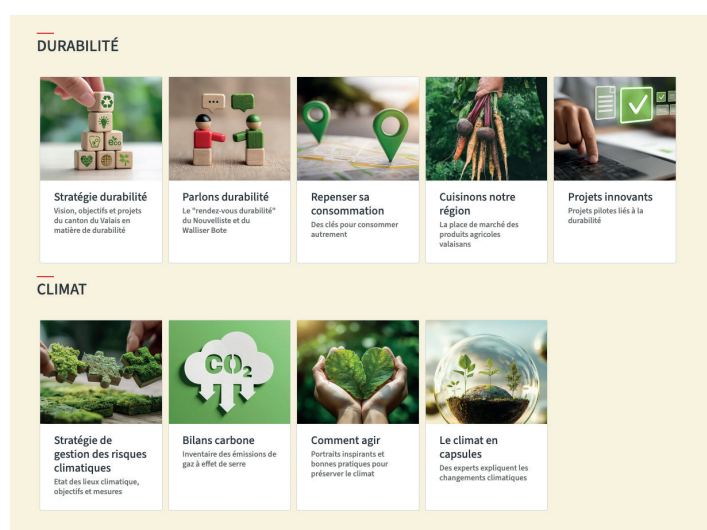 DURABILITÉ
eco
Stratégie durabilité
Vision, objectifs et projets
du canton du Valais en
matière de durabilité
Parlons durabilité
Le "rendez-vous durabilité"
du Nouvelliste et du
Walliser Bote
Repenser sa
consommation
Des clés pour consommer
autrement
Cuisinons notre
région
La place de marché des
produits agricoles
valaisans
Projets innovants
Projets pilotes liés à la
durabilité
CLIMAT
CO2
Stratégie de
gestion des risques
climatiques
Etat des lieux climatique,
objectifs et mesures
Bilans carbone
Inventaire des émissions de
gaz à effet de serre
Comment agir
Portraits inspirants et
bonnes pratiques pour
préserver le climat
Le climat en
capsules
Des experts expliquent les
changements climatiques